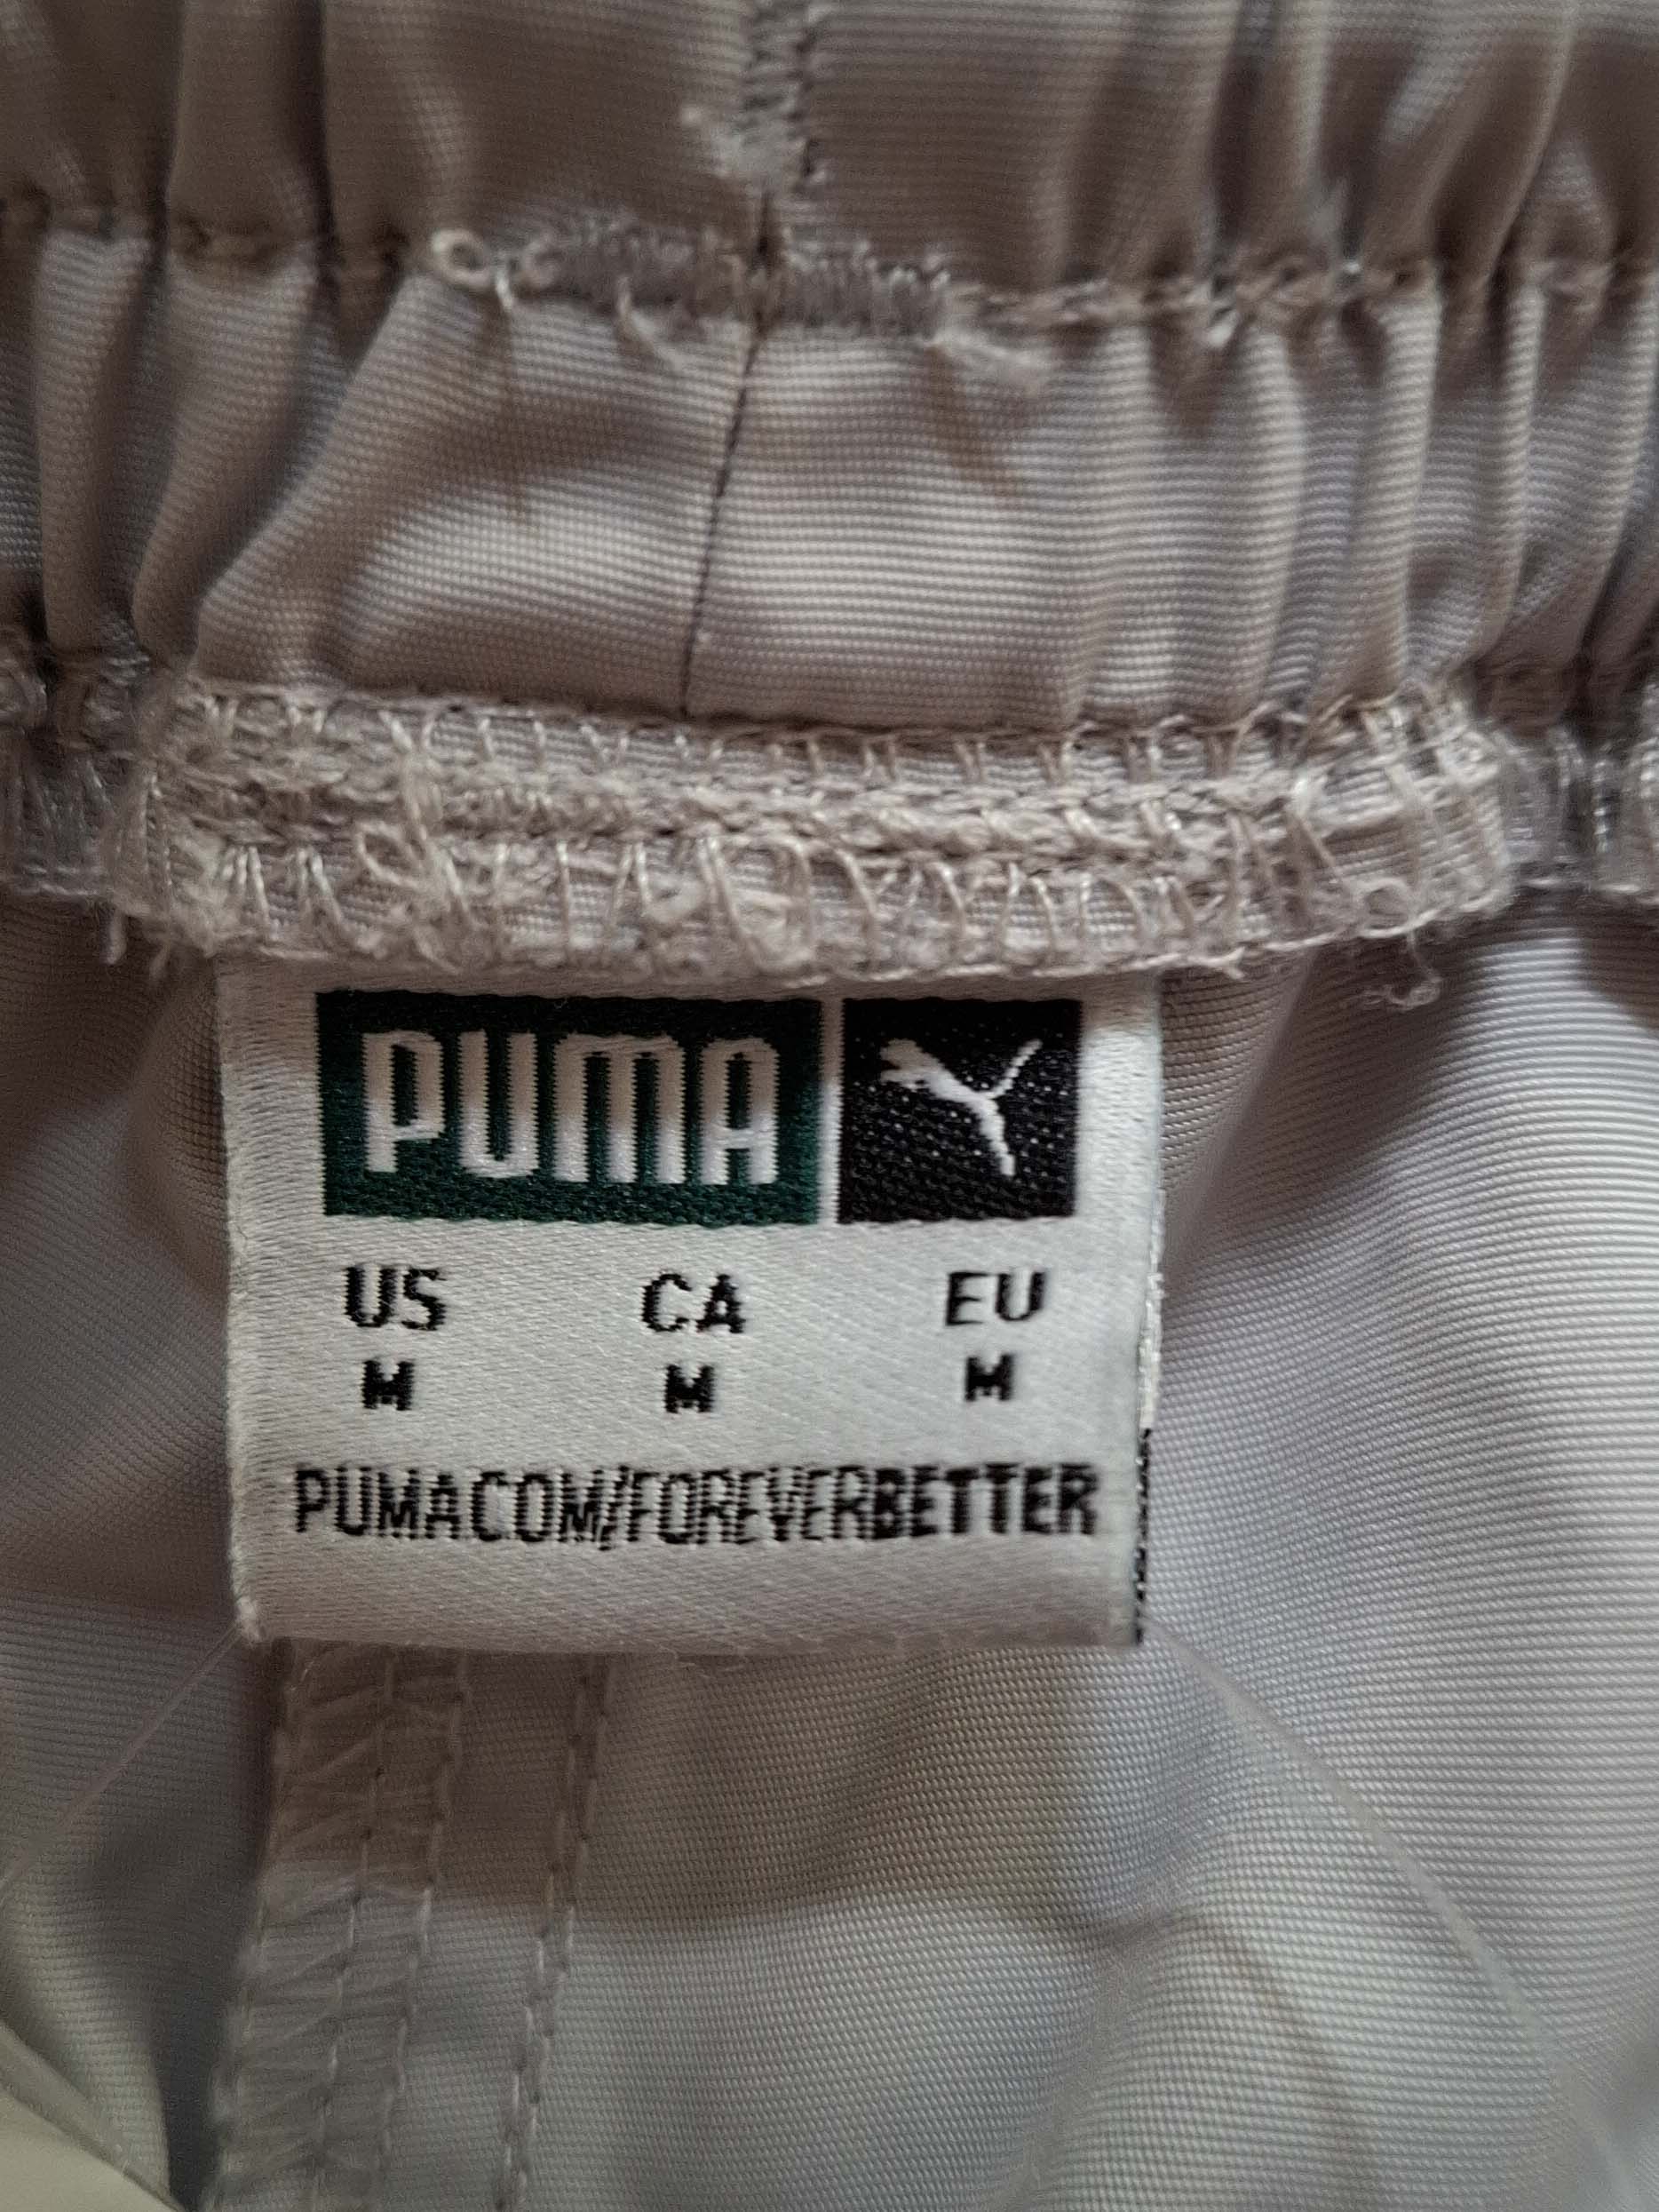 PUMA
US CA EU
M M M
PUMA.COM/FOREVERBETTER